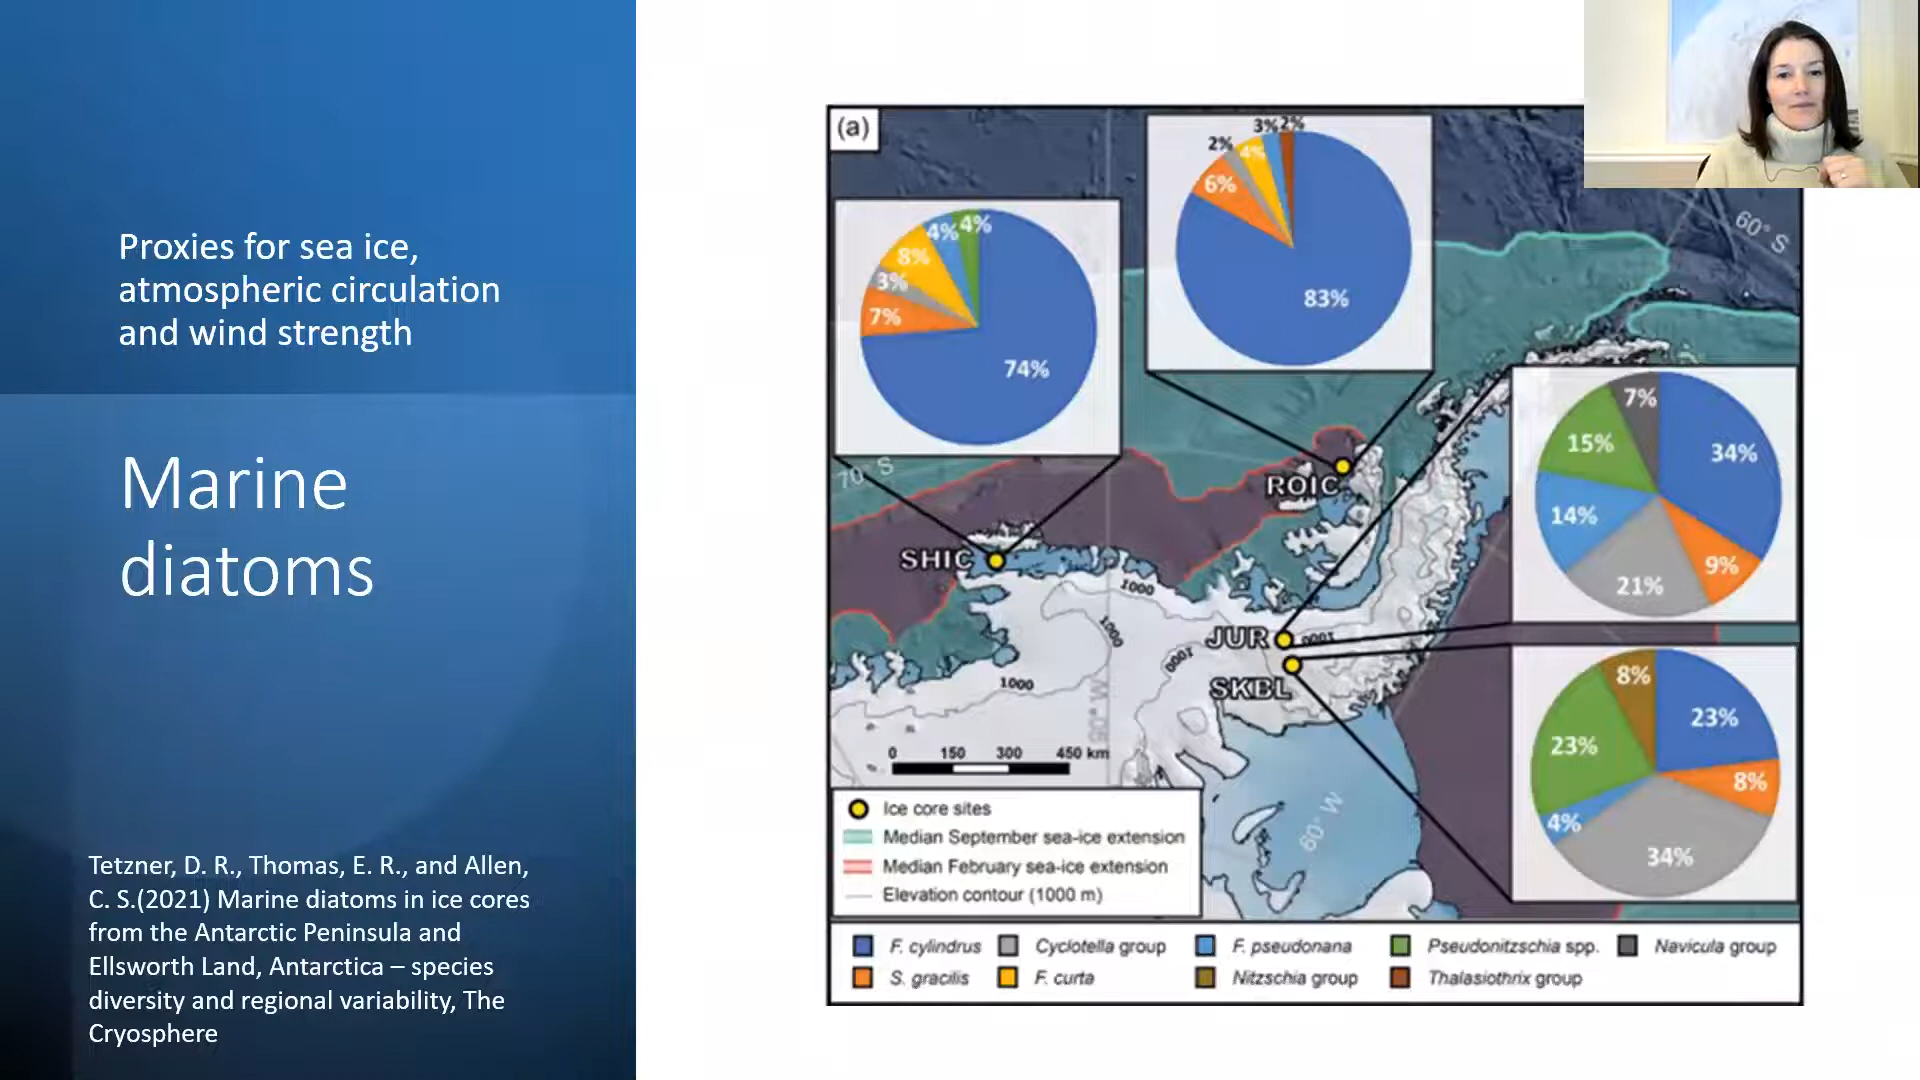 Proxies for sea ice,
atmospheric circulation
and wind strength
Marine
diatoms
Tetzner, D. R., Thomas, E. R., and Allen,
C. S.(2021) Marine diatoms in ice cores
from the Antarctic Peninsula and
Ellsworth Land, Antarctica – species
diversity and regional variability, The
Cryosphere
(a)
3% 2%
2% 4%
6%
83%
4% 4%
8%
3%
7%
74%
60° S
7%
15% 34%
14%
9%
21%
70° S
ROIC
SHIC
1000
1000
JUR 1000
1000
SKBL
1000
8%
23%
23%
8%
4%
34%
0 150 300 450 km
60° W
Ice core sites
Median September sea-ice extension
Median February sea-ice extension
Elevation contour (1000 m)
F. cylindrus Cyclotella group F. pseudonana Pseudonitzschia spp. Navicula group
S. gracilis F. curta Nitzschia group Thalasiothrix group